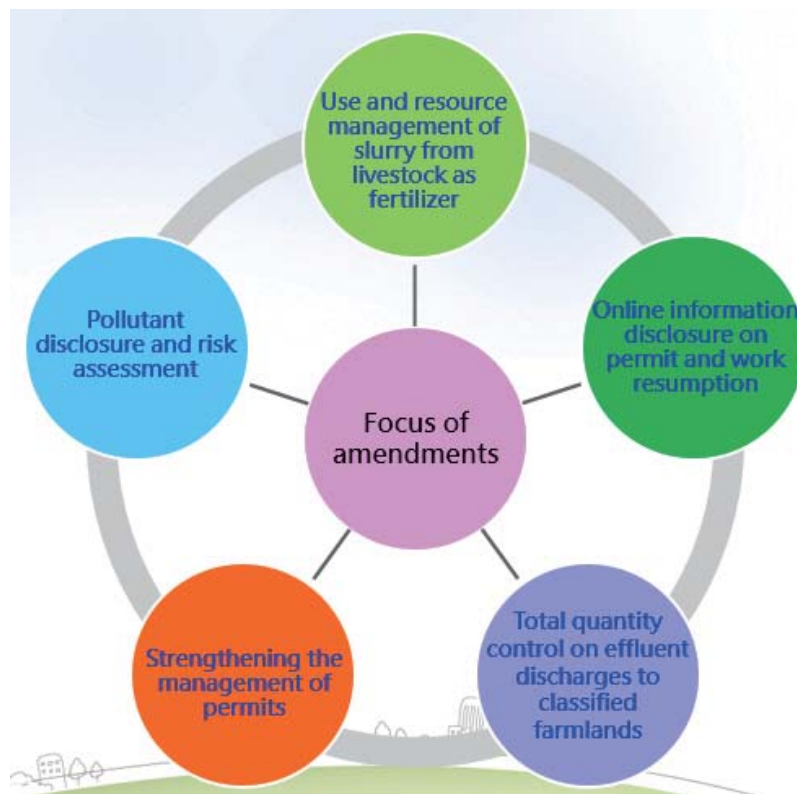 Use and resource
management of
slurry from
livestock as
fertilizer
Pollutant
disclosure and risk
assessment
Online information
disclosure on
permit and work
resumption
Focus of
amendments
Strengthening the
management of
permits
Total quantity
control on effluent
discharges to
classified
farmlands